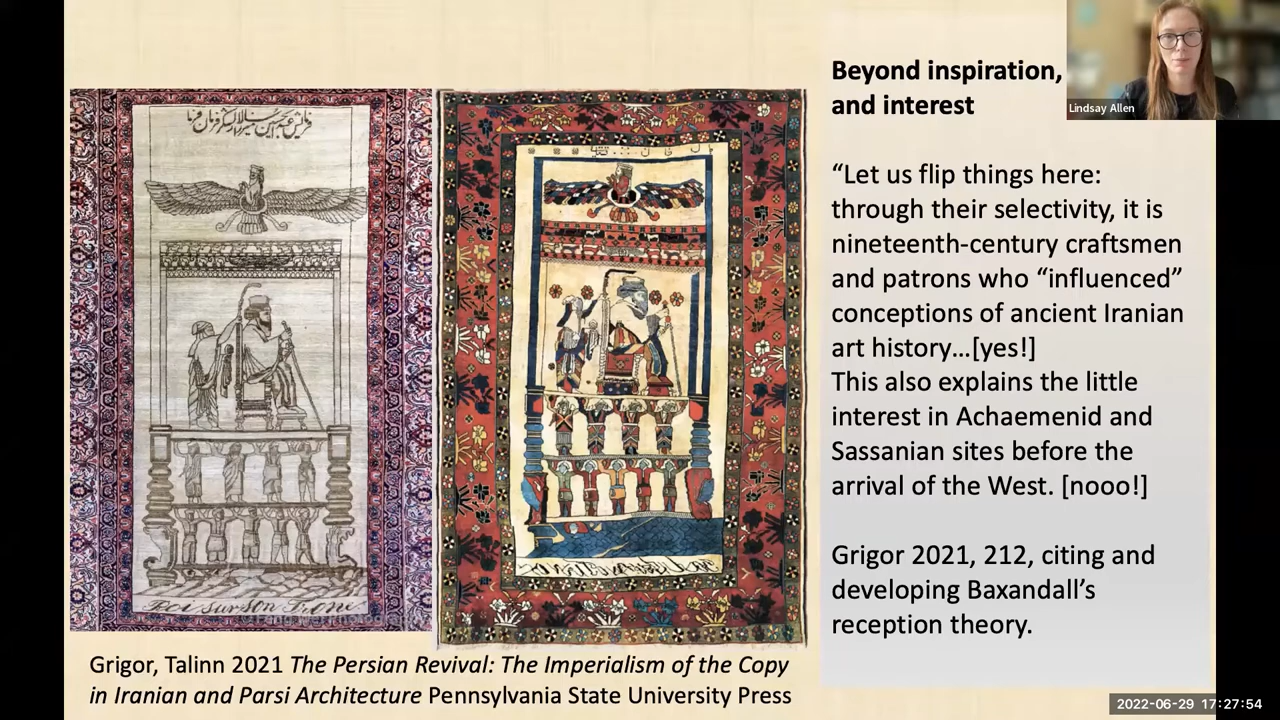 Beyond inspiration,
and interest
Lindsay Allen
“Let us flip things here:
through their selectivity, it is
nineteenth-century craftsmen
and patrons who “influenced”
conceptions of ancient Iranian
art history...[yes!]
This also explains the little
interest in Achaemenid and
Sassanian sites before the
arrival of the West. [nooo!]
Grigor 2021, 212, citing and
developing Baxandall’s
reception theory.
Roi sur son Trone
Grigor, Talinn 2021 The Persian Revival: The Imperialism of the Copy
in Iranian and Parsi Architecture Pennsylvania State University Press
2022-06-29 17:27:54